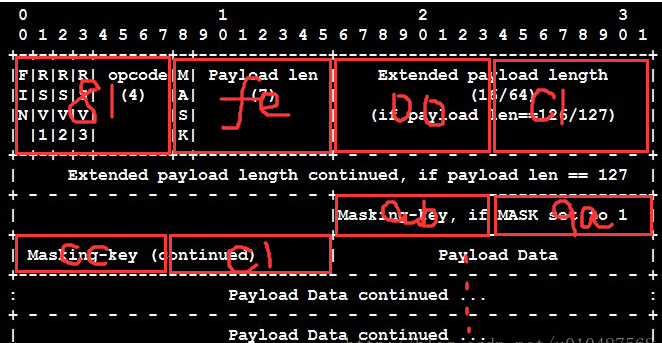 0 1 2 3
0 1 2 3 4 5 6 7 8 9 0 1 2 3 4 5 6 7 8 9 0 1 2 3 4 5 6 7 8 9 0 1
F|R|R|R| opcode|M| Payload len | Extended payload length
I|S|S|S| (4) |A| (7) | (16/64)
N|V|V|V| |S| | (if payload len==126/127)
|1|2|3| |K| |
81 fe 0b c1
Extended payload length continued, if payload len == 127
Masking-key, if MASK set to 1
ab 9a
Masking-key (continued) Payload Data
cc c1
Payload Data continued ...
Payload Data continued ...